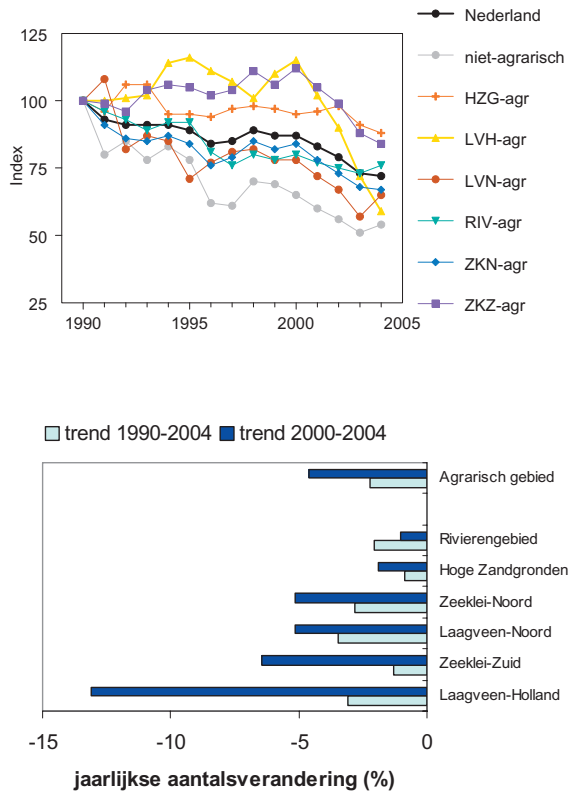 125
100
75
50
25
Index
1990
1995
2000
2005
Nederland
niet-agrarisch
HZG-agr
LVH-agr
LVN-agr
RIV-agr
ZKN-agr
ZKZ-agr
trend 1990-2004 trend 2000-2004
Agrarisch gebied
Rivierengebied
Hoge Zandgronden
Zeeklei-Noord
Laagveen-Noord
Zeeklei-Zuid
Laagveen-Holland
-15 -10 -5 0
jaarlijkse aantalsverandering (%)